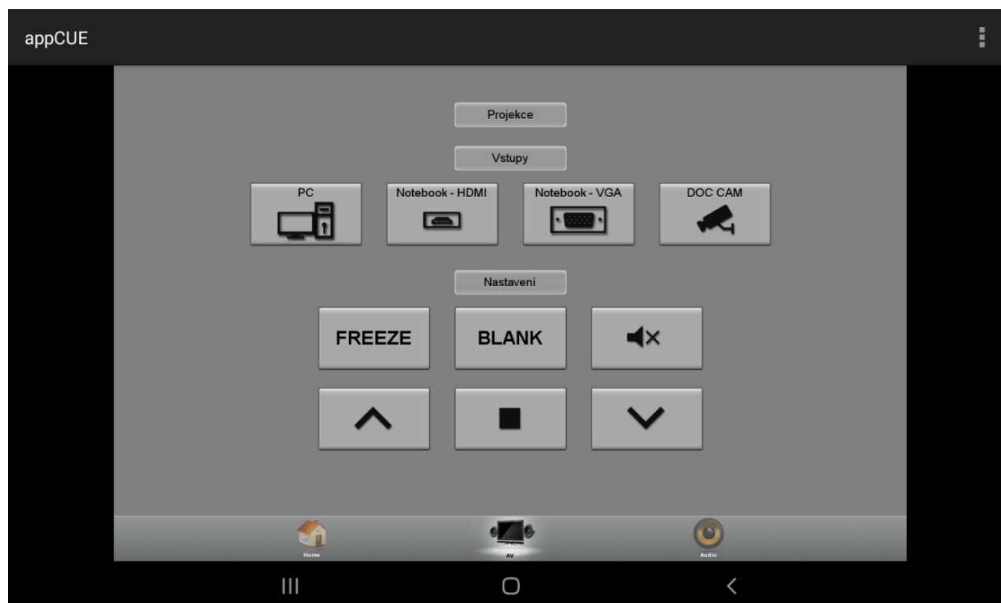 appCUE
Projekce
Vstupy
PC
Notebook - HDMI
Notebook - VGA
DOC CAM
Nastavení
FREEZE
BLANK
Home
AV
Audio